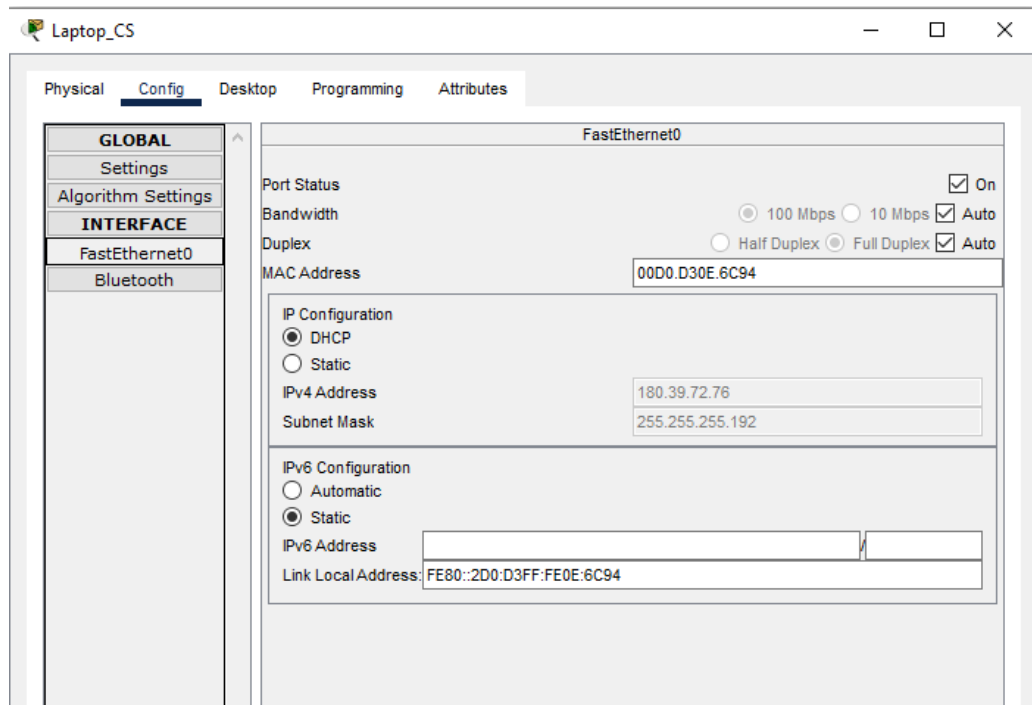 Laptop_CS
Physical Config Desktop Programming Attributes
GLOBAL
Settings
Algorithm Settings
INTERFACE
FastEthernet0
Bluetooth
FastEthernet0
Port Status On
Bandwidth 100 Mbps 10 Mbps Auto
Duplex Half Duplex Full Duplex Auto
MAC Address 00D0.D30E.6C94
IP Configuration
DHCP
Static
IPv4 Address 180.39.72.76
Subnet Mask 255.255.255.192
IPv6 Configuration
Automatic
Static
IPv6 Address /
Link Local Address: FE80::2D0:D3FF:FE0E:6C94